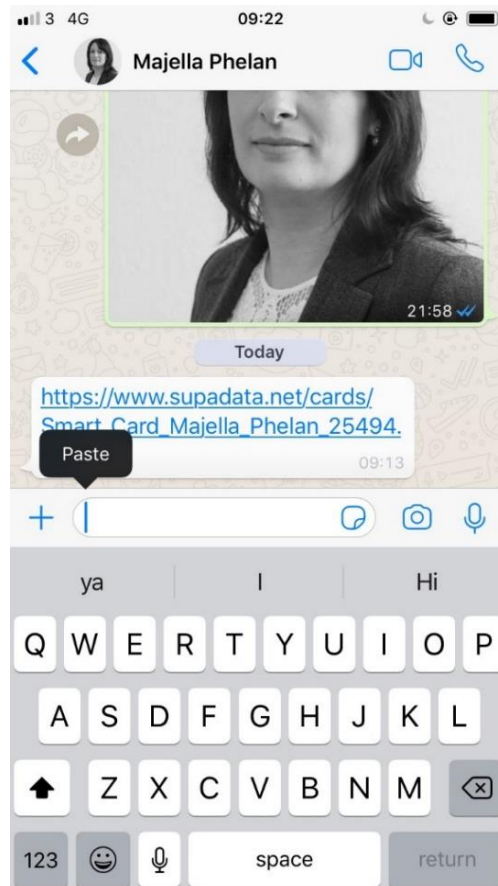 3 4G 09:22
Majella Phelan
21:58
Today
https://www.supadata.net/cards/
Smart_Card_Majella_Phelan_25494.
Paste
09:13
ya I Hi
Q W E R T Y U I O P
A S D F G H J K L
Z X C V B N M
123 space return